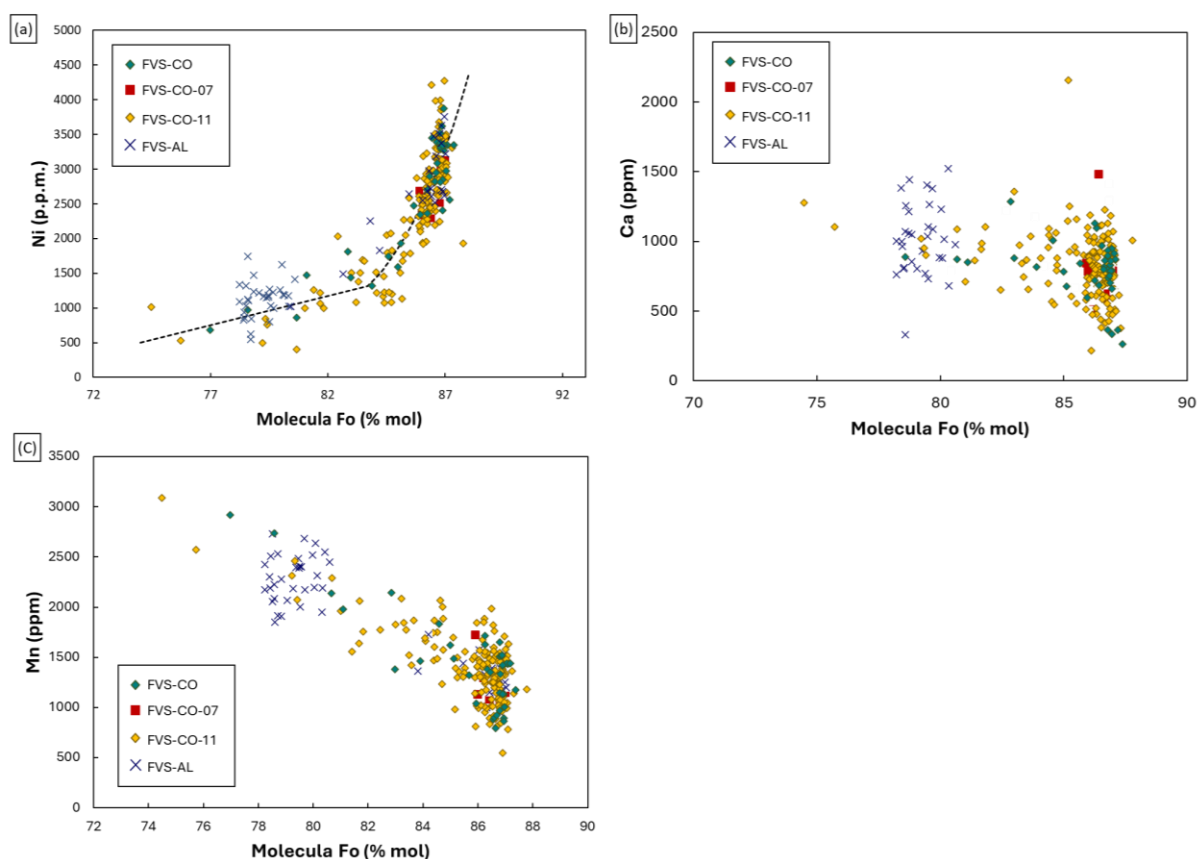 (a)
5000
4500
4000
3500
3000
2500
2000
1500
1000
500
0
Ni (p.p.m.)
FVS-CO
FVS-CO-07
FVS-CO-11
FVS-AL
72 77 82 87 92
Molecula Fo (% mol)
(b)
2500
2000
1500
1000
500
0
Ca (ppm)
FVS-CO
FVS-CO-07
FVS-CO-11
FVS-AL
70 75 80 85 90
Molecula Fo (% mol)
(C)
3500
3000
2500
2000
1500
1000
500
0
Mn (ppm)
FVS-CO
FVS-CO-07
FVS-CO-11
FVS-AL
72 74 76 78 80 82 84 86 88 90
Molecula Fo (% mol)